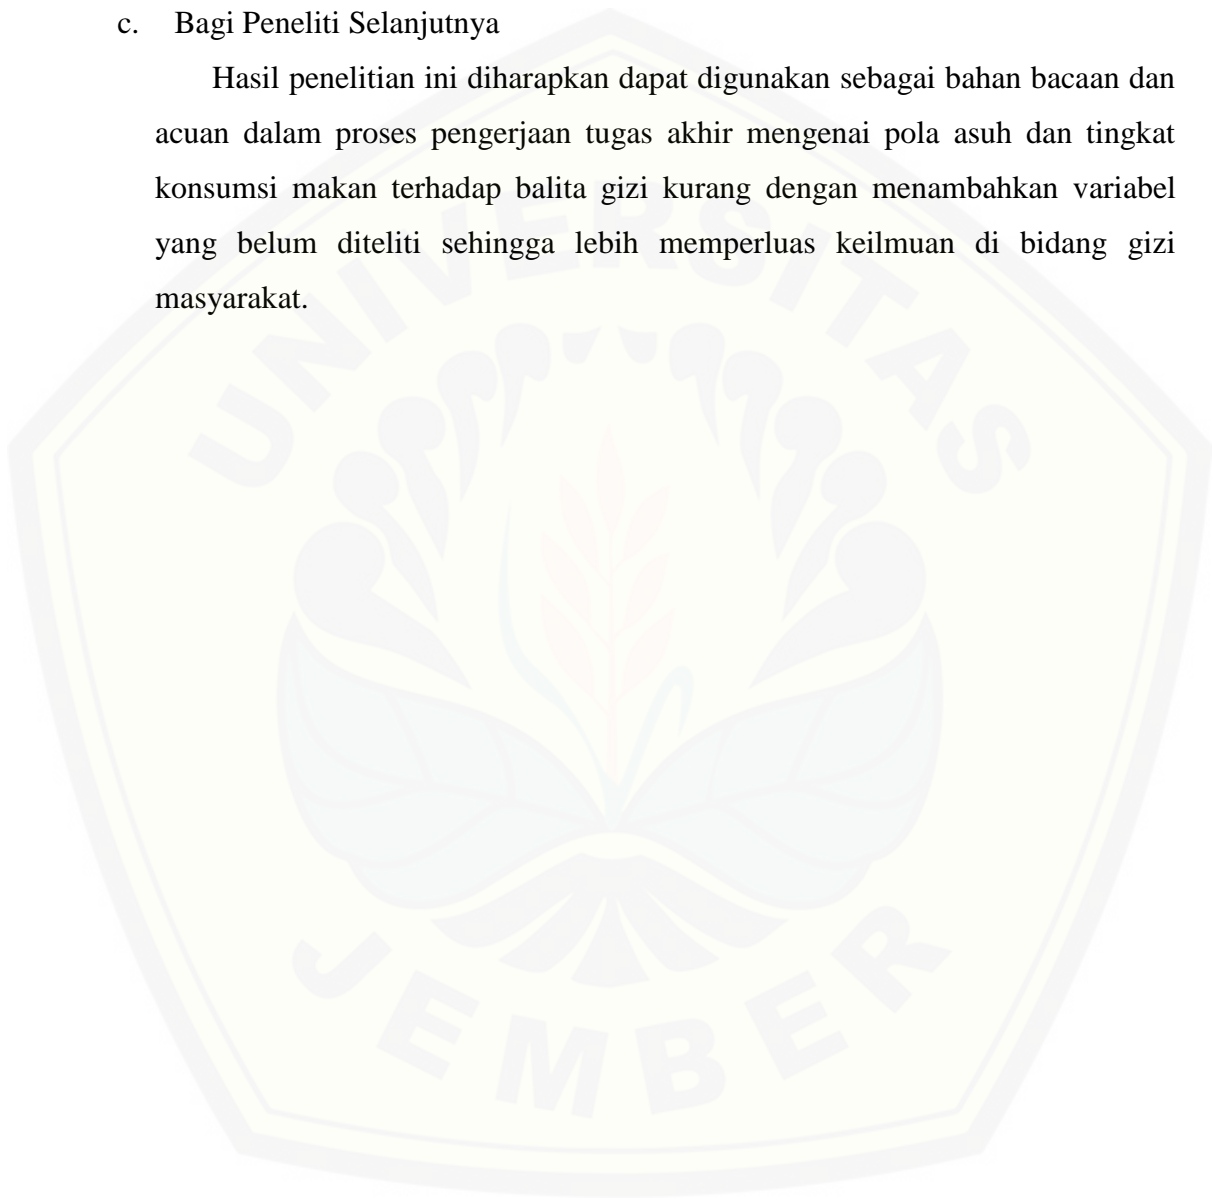 c. Bagi Peneliti Selanjutnya
Hasil penelitian ini diharapkan dapat digunakan sebagai bahan bacaan dan
acuan dalam proses pengerjaan tugas akhir mengenai pola asuh dan tingkat
konsumsi makan terhadap balita gizi kurang dengan menambahkan variabel
yang belum diteliti sehingga lebih memperluas keilmuan di bidang gizi
masyarakat.
UNIVERSITAS
JEMBER